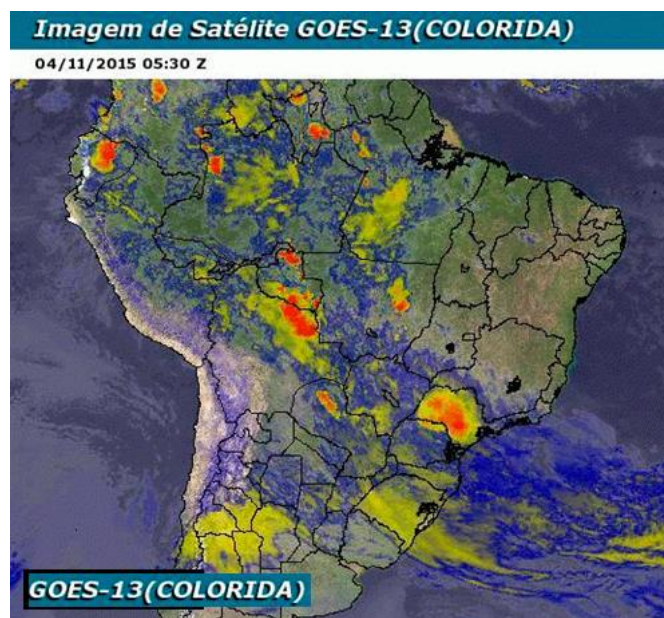 Imagem de Satélite GOES-13(COLORIDA)
04/11/2015 05:30 Z
GOES-13(COLORIDA)